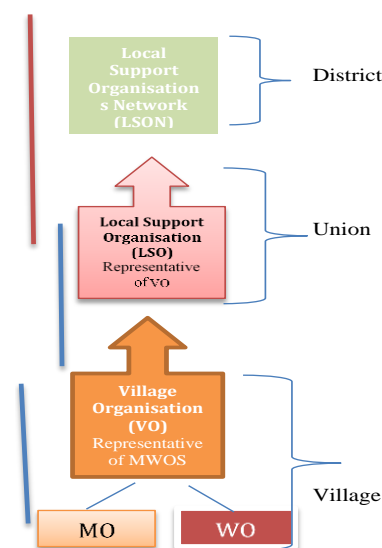 Local
Support
Organisation
s Network
(LSON)
District
Local Support
Organisation
(LSO)
Representative
of VO
Union
Village
Organisation
(VO)
Representative
of MWOS
Village
MO
WO